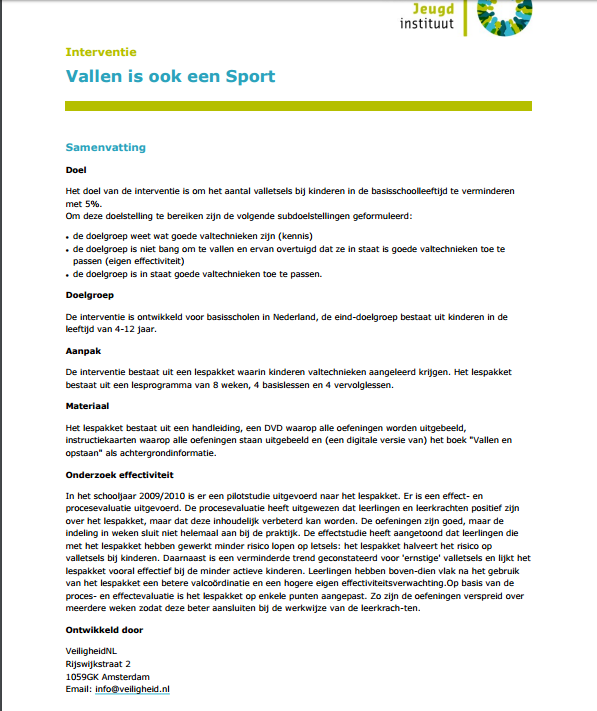 Jeugd
instituut
Interventie
Vallen is ook een Sport
Samenvatting
Doel
Het doel van de interventie is om het aantal valletsels bij kinderen in de basisschoolleeftijd te verminderen
met 5%.
Om deze doelstelling te bereiken zijn de volgende subdoelstellingen geformuleerd:
• de doelgroep weet wat goede valtechnieken zijn (kennis)
• de doelgroep is niet bang om te vallen en ervan overtuigd dat ze in staat is goede valtechnieken toe te
passen (eigen effectiviteit)
• de doelgroep is in staat goede valtechnieken toe te passen.
Doelgroep
De interventie is ontwikkeld voor basisscholen in Nederland, de eind-doelgroep bestaat uit kinderen in de
leeftijd van 4-12 jaar.
Aanpak
De interventie bestaat uit een lespakket waarin kinderen valtechnieken aangeleerd krijgen. Het lespakket
bestaat uit een lesprogramma van 8 weken, 4 basislessen en 4 vervolglessen.
Materiaal
Het lespakket bestaat uit een handleiding, een DVD waarop alle oefeningen worden uitgebeeld,
instructiekaarten waarop alle oefeningen staan uitgebeeld en (een digitale versie van) het boek "Vallen en
opstaan" als achtergrondinformatie.
Onderzoek effectiviteit
In het schooljaar 2009/2010 is er een pilotstudie uitgevoerd naar het lespakket. Er is een effect- en
procesevaluatie uitgevoerd. De procesevaluatie heeft uitgewezen dat leerlingen en leerkrachten positief zijn
over het lespakket, maar dat deze inhoudelijk verbeterd kan worden. De oefeningen zijn goed, maar de
indeling in weken sluit niet helemaal aan bij de praktijk. De effectstudie heeft aangetoond dat leerlingen die
met het lespakket hebben gewerkt minder risico lopen op letsels: het lespakket halveert het risico op
valletsels bij kinderen. Daarnaast is een verminderde trend geconstateerd voor 'ernstige' valletsels en lijkt het
lespakket vooral effectief bij de minder actieve kinderen. Leerlingen hebben boven-dien vlak na het gebruik
van het lespakket een betere valcoördinatie en een hogere eigen effectiviteitsverwachting.Op basis van de
proces- en effectevaluatie is het lespakket op enkele punten aangepast. Zo zijn de oefeningen verspreid over
meerdere weken zodat deze beter aansluiten bij de werkwijze van de leerkrach-ten.
Ontwikkeld door
VeiligheidNL
Rijswijkstraat 2
1059GK Amsterdam
Email: info@veiligheid.nl